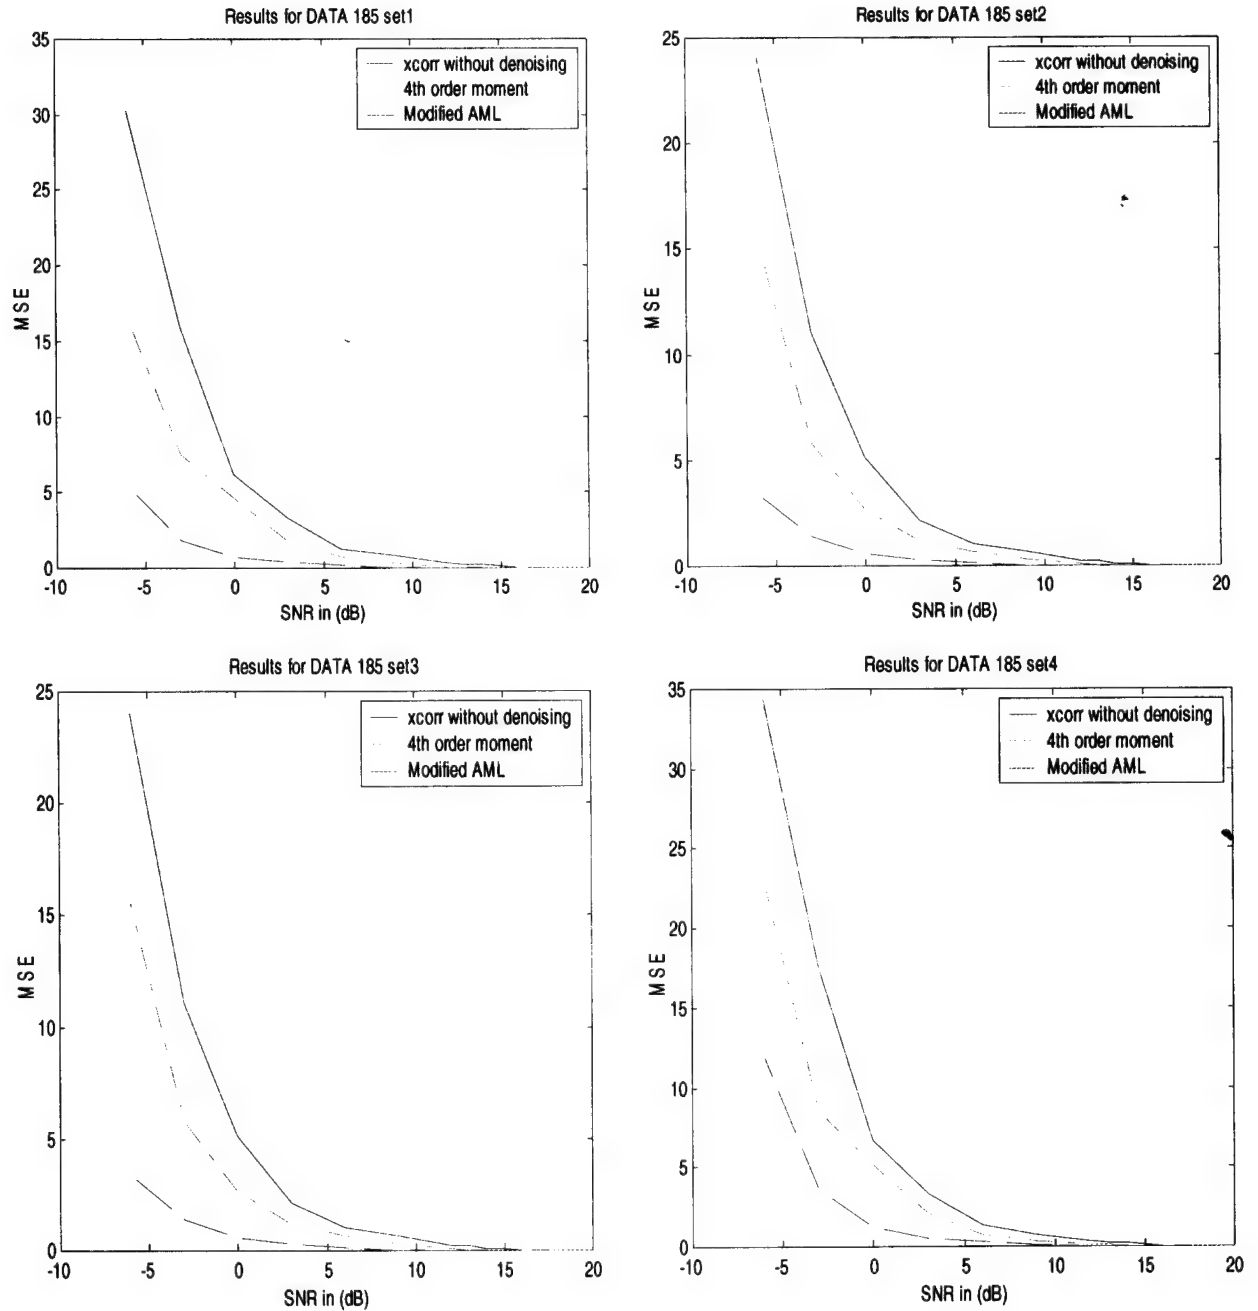 Results for DATA 185 set1
xcorr without denoising
4th order moment
Modified AML
35
30
25
20
15
10
5
0
-10
-5
0
5
10
15
20
MSE
SNR in (dB)
Results for DATA 185 set2
xcorr without denoising
4th order moment
Modified AML
25
20
15
10
5
0
-10
-5
0
5
10
15
20
MSE
SNR in (dB)
Results for DATA 185 set3
xcorr without denoising
4th order moment
Modified AML
25
20
15
10
5
0
-10
-5
0
5
10
15
20
MSE
SNR in (dB)
Results for DATA 185 set4
xcorr without denoising
4th order moment
Modified AML
35
30
25
20
15
10
5
0
-10
-5
0
5
10
15
20
MSE
SNR in (dB)